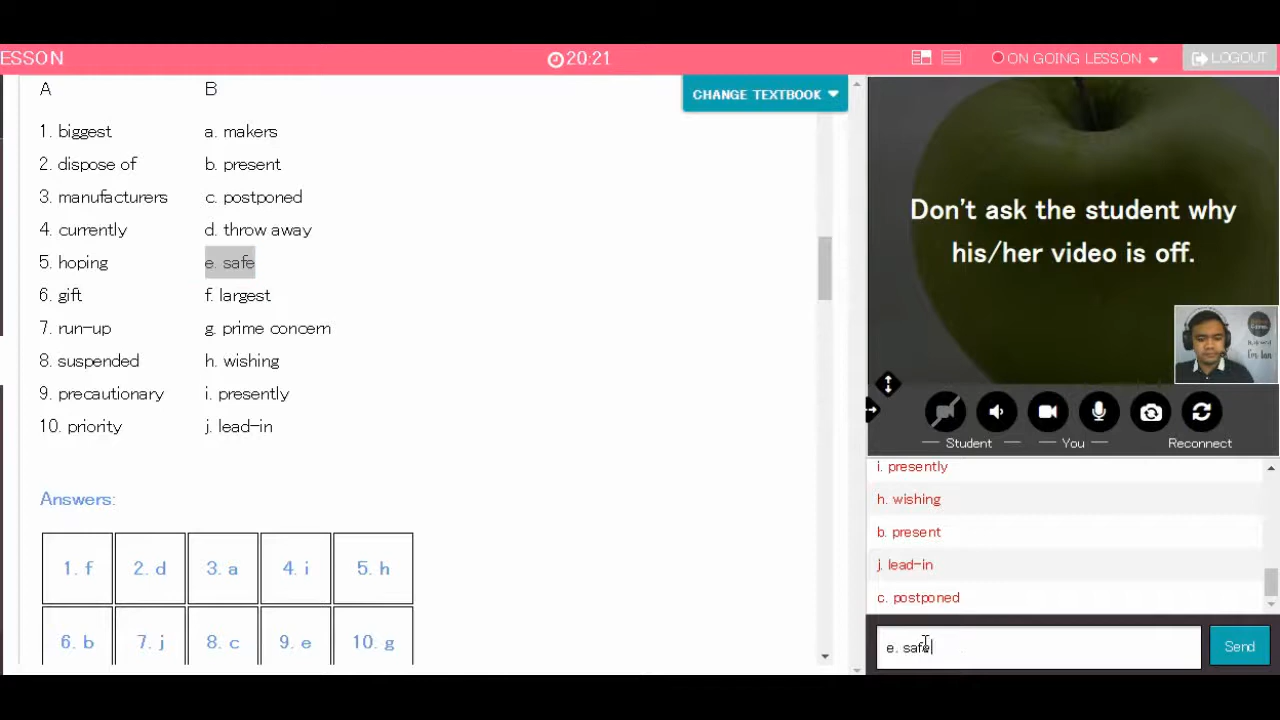 ESSON
20:21
ON GOING LESSON
LOGOUT
CHANGE TEXTBOOK
A B
1. biggest a. makers
2. dispose of b. present
3. manufacturers c. postponed
4. currently d. throw away
5. hoping e. safe
6. gift f. largest
7. run-up g. prime concern
8. suspended h. wishing
9. precautionary i. presently
10. priority j. lead-in
Answers:
1. f 2. d 3. a 4. i 5. h
6. b 7. j 8. c 9. e 10. g
Don't ask the student why
his/her video is off.
Student You Reconnect
i. presently
h. wishing
b. present
j. lead-in
c. postponed
e. safe
Send